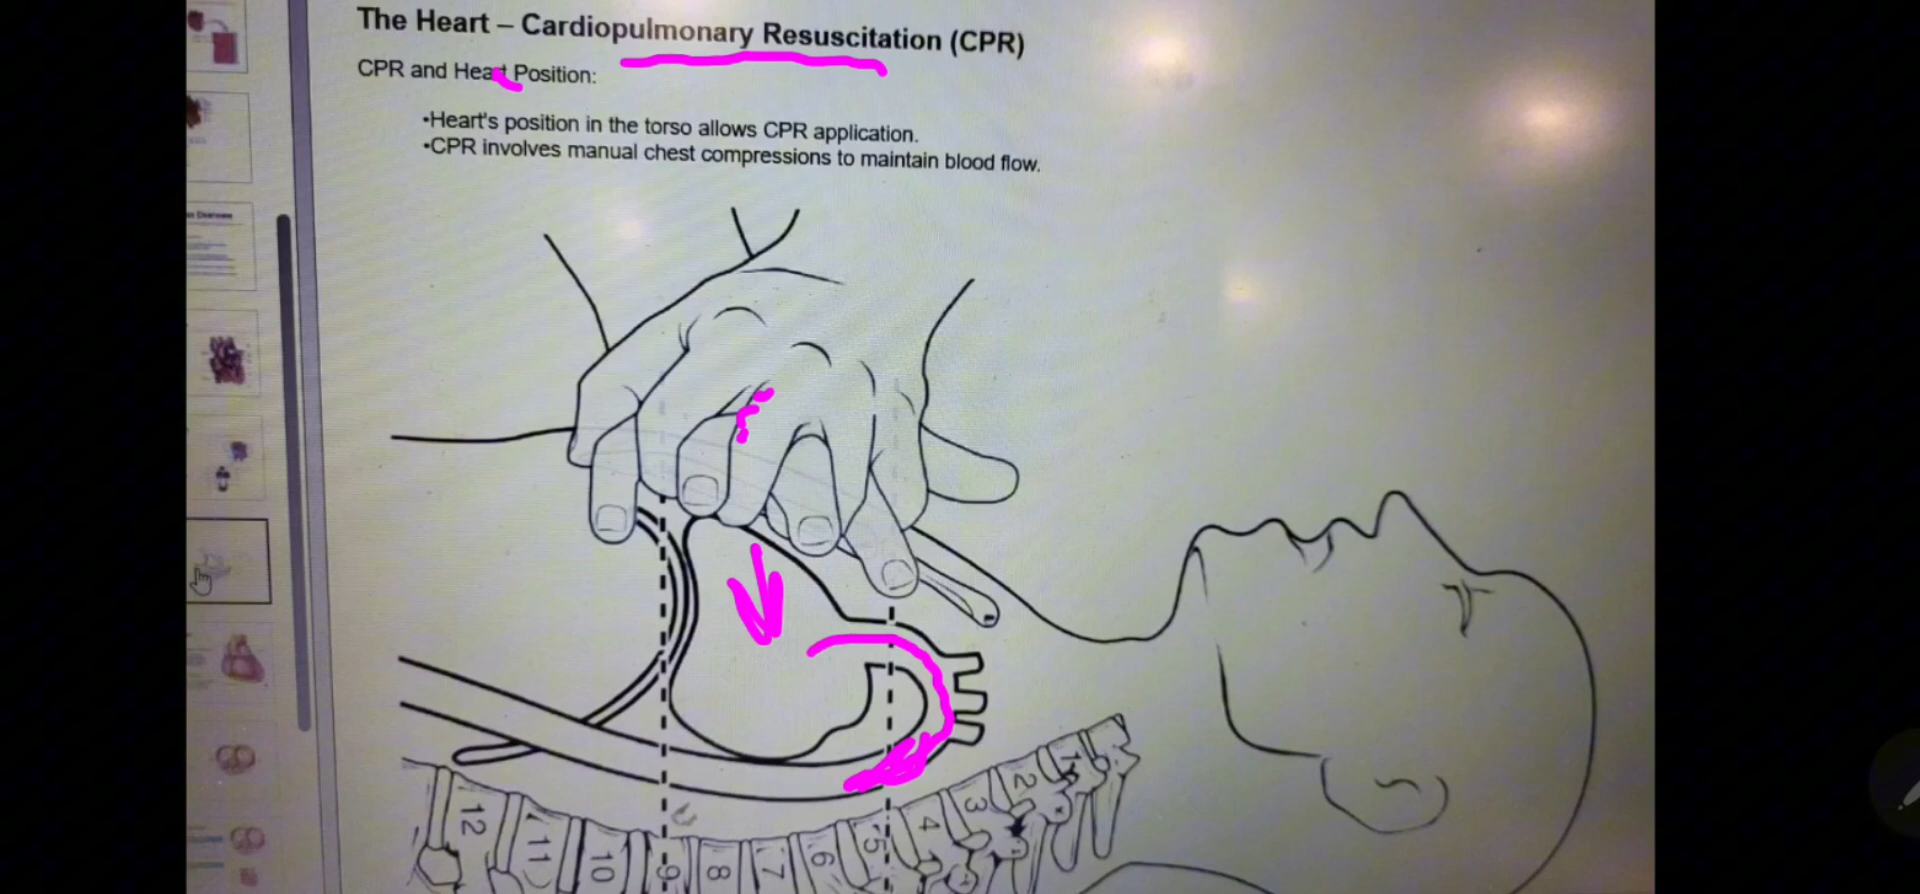 The Heart – Cardiopulmonary Resuscitation (CPR)
CPR and Heart Position:
•Heart's position in the torso allows CPR application.
•CPR involves manual chest compressions to maintain blood flow.
12 11 10 9 8 7 6 5 4 3 2 1